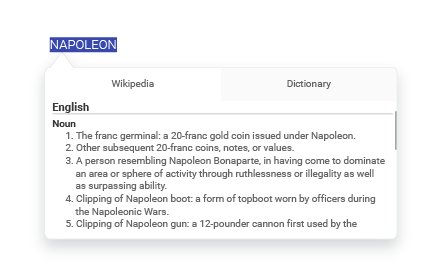 NAPOLEON
Wikipedia
Dictionary
English
Noun
1. The franc germinal: a 20-franc gold coin issued under Napoleon.
2. Other subsequent 20-franc coins, notes, or values.
3. A person resembling Napoleon Bonaparte, in having come to dominate
an area or sphere of activity through ruthlessness or illegality as well
as surpassing ability.
4. Clipping of Napoleon boot: a form of topboot worn by officers during
the Napoleonic Wars.
5. Clipping of Napoleon gun: a 12-pounder cannon first used by the